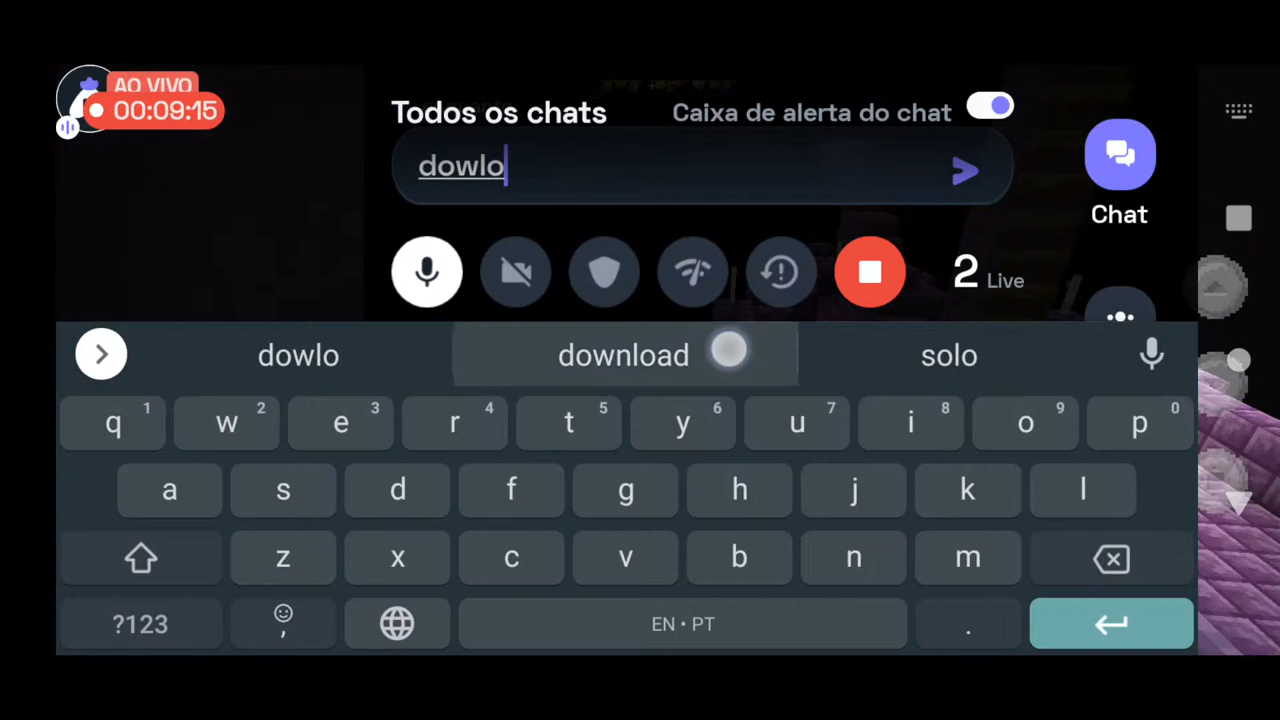 AO VIVO
00:09:15
Todos os chats
Caixa de alerta do chat
dowlo
Chat
2 Live
dowlo
download
solo
q 1 w 2 e 3 r 4 t 5 y 6 u 7 i 8 o 9 p 0
a s d f g h j k l
z x c v b n m
?123 , EN • PT .